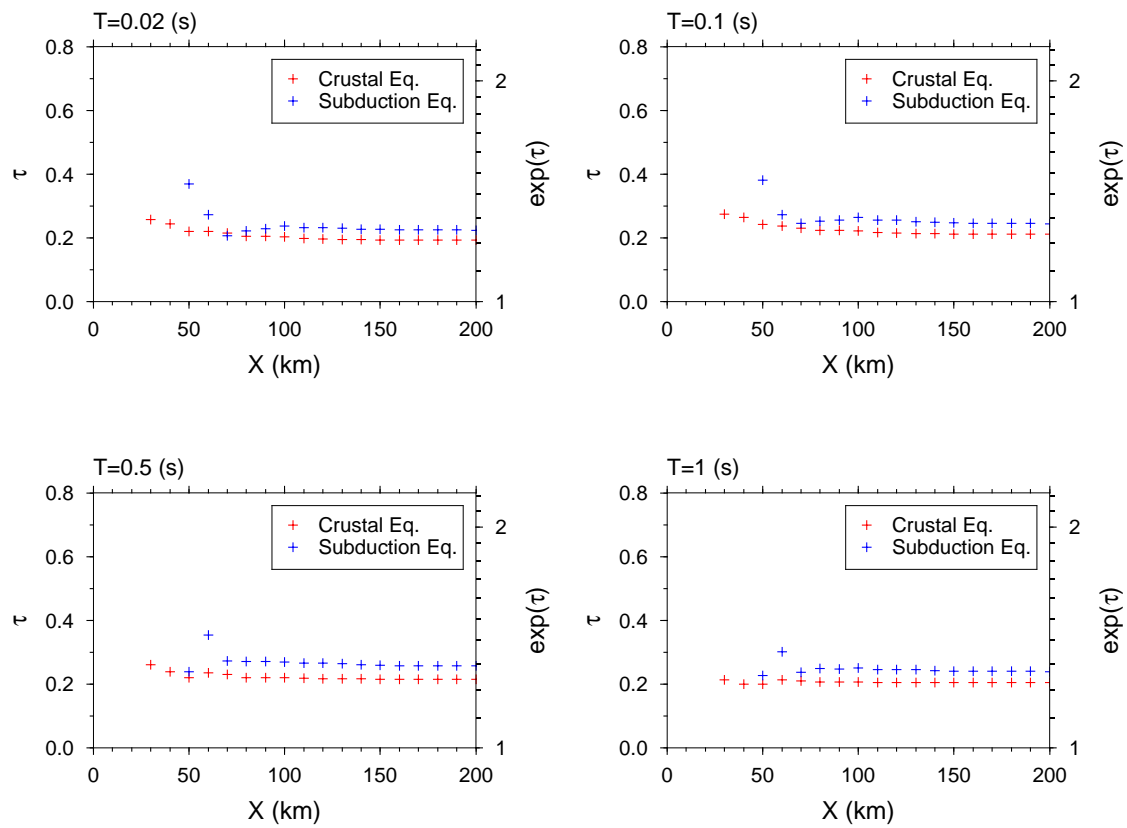 T=0.02 (s)
0.8
0.6
0.4
0.2
0.0
τ
2
1
exp(τ)
Crustal Eq.
Subduction Eq.
0 50 100 150 200
X (km)
T=0.1 (s)
0.8
0.6
0.4
0.2
0.0
τ
2
1
exp(τ)
Crustal Eq.
Subduction Eq.
0 50 100 150 200
X (km)
T=0.5 (s)
0.8
0.6
0.4
0.2
0.0
τ
2
1
exp(τ)
Crustal Eq.
Subduction Eq.
0 50 100 150 200
X (km)
T=1 (s)
0.8
0.6
0.4
0.2
0.0
τ
2
1
exp(τ)
Crustal Eq.
Subduction Eq.
0 50 100 150 200
X (km)